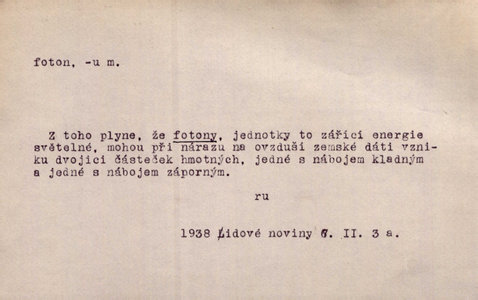 foton, -u m.
Z toho plyne, že fotony, jednotky to zářící energie
světelné, mohou při nárazu na ovzduší zemské dáti vzni-
ku dvojici částeček hmotných, jedné s nábojem kladným
a jedné s nábojem záporným.
ru
1938 Lidové noviny 6. II. 3 a.